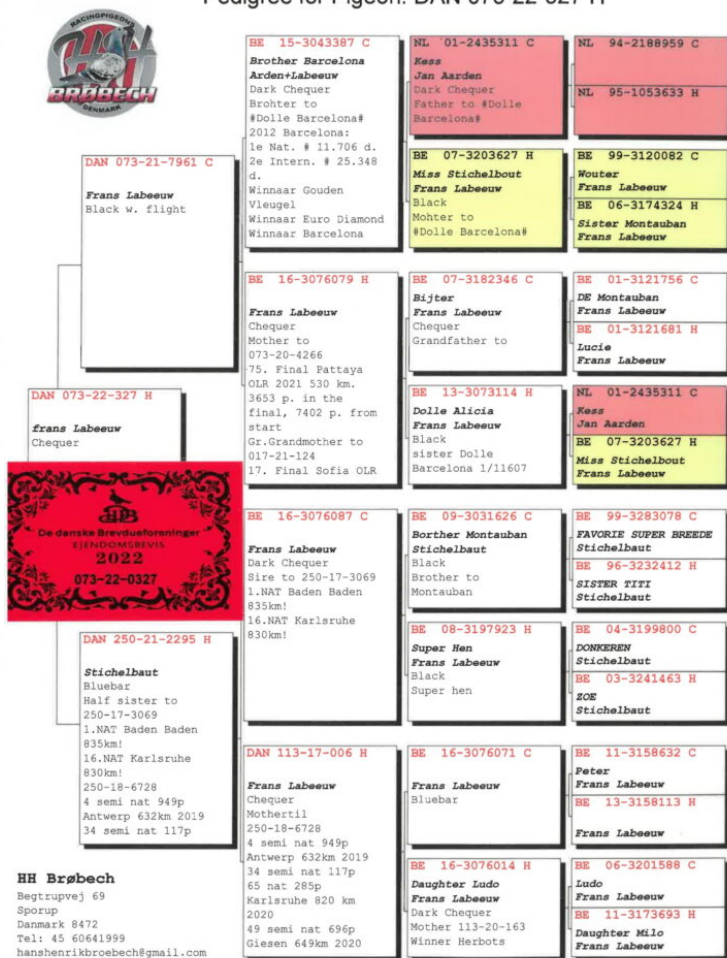 Pedigree for Pigeon: DAN 073-22-327 H
RACINGPIGEONS
HH
BRØBECH
DENMARK
DAN 073-22-327 H
frans Labeeuw
Chequer
De danske Brevdueforeninger
EJENDOMSBEVIS
2022
073-22-0327
DAN 073-21-7961 C
Frans Labeeuw
Black w. flight
DAN 250-21-2295 H
Stichelbaut
Bluebar
Half sister to
250-17-3069
1.NAT Baden Baden
835km!
16.NAT Karlsruhe
830km!
250-18-6728
4 semi nat 949p
Antwerp 632km 2019
34 semi nat 117p
BE 15-3043387 C
Brother Barcelona
Arden+Labeeuw
Dark Chequer
Brohter to
#Dolle Barcelona#
2012 Barcelona:
1e Nat. # 11.706 d.
2e Intern. # 25.348
d.
Winnaar Gouden
Vleugel
Winnaar Euro Diamond
Winnaar Barcelona
BE 16-3076079 H
Frans Labeeuw
Chequer
Mother to
073-20-4266
75. Final Pattaya
OLR 2021 530 km.
3653 p. in the
final, 7402 p. from
start
Gr.Grandmother to
017-21-124
17. Final Sofia OLR
BE 16-3076087 C
Frans Labeeuw
Dark Chequer
Sire to 250-17-3069
1.NAT Baden Baden
835km!
16.NAT Karlsruhe
830km!
DAN 113-17-006 H
Frans Labeeuw
Chequer
Mothertil
250-18-6728
4 semi nat 949p
Antwerp 632km 2019
34 semi nat 117p
65 nat 285p
Karlsruhe 820 km
2020
49 semi nat 696p
Giesen 649km 2020
NL 01-2435311 C
Kess
Jan Aarden
Dark Chequer
Father to #Dolle
Barcelona#
BE 07-3203627 H
Miss Stichelbout
Frans Labeeuw
Black
Mohter to
#Dolle Barcelona#
BE 07-3182346 C
Bijter
Frans Labeeuw
Chequer
Grandfather to
BE 13-3073114 H
Dolle Alicia
Frans Labeeuw
Black
sister Dolle
Barcelona 1/11607
BE 09-3031626 C
Borther Montauban
Stichelbaut
Black
Brother to
Montauban
BE 08-3197923 H
Super Hen
Frans Labeeuw
Black
Super hen
BE 16-3076071 C
Frans Labeeuw
Bluebar
BE 16-3076014 H
Daughter Ludo
Frans Labeeuw
Dark Chequer
Mother 113-20-163
Winner Herbots
NL 94-2188959 C
NL 95-1053633 H
BE 99-3120082 C
Wouter
Frans Labeeuw
BE 06-3174324 H
Sister Montauban
Frans Labeeuw
BE 01-3121756 C
DE Montauban
Frans Labeeuw
BE 01-3121681 H
Lucie
Frans Labeeuw
NL 01-2435311 C
Kess
Jan Aarden
BE 07-3203627 H
Miss Stichelbout
Frans Labeeuw
BE 99-3283078 C
FAVORIE SUPER BREEDE
Stichelbaut
BE 96-3232412 H
SISTER TITI
Stichelbaut
BE 04-3199800 C
DONKEREN
Stichelbaut
BE 03-3241463 H
ZOE
Stichelbaut
BE 11-3158632 C
Peter
Frans Labeeuw
BE 13-3158113 H
Frans Labeeuw
BE 06-3201588 C
Ludo
Frans Labeeuw
BE 11-3173693 H
Daughter Milo
Frans Labeeuw
HH Brøbech
Begtrupvej 69
Sporup
Danmark 8472
Tel: 45 60641999
hanshenrikbroebech@gmail.com